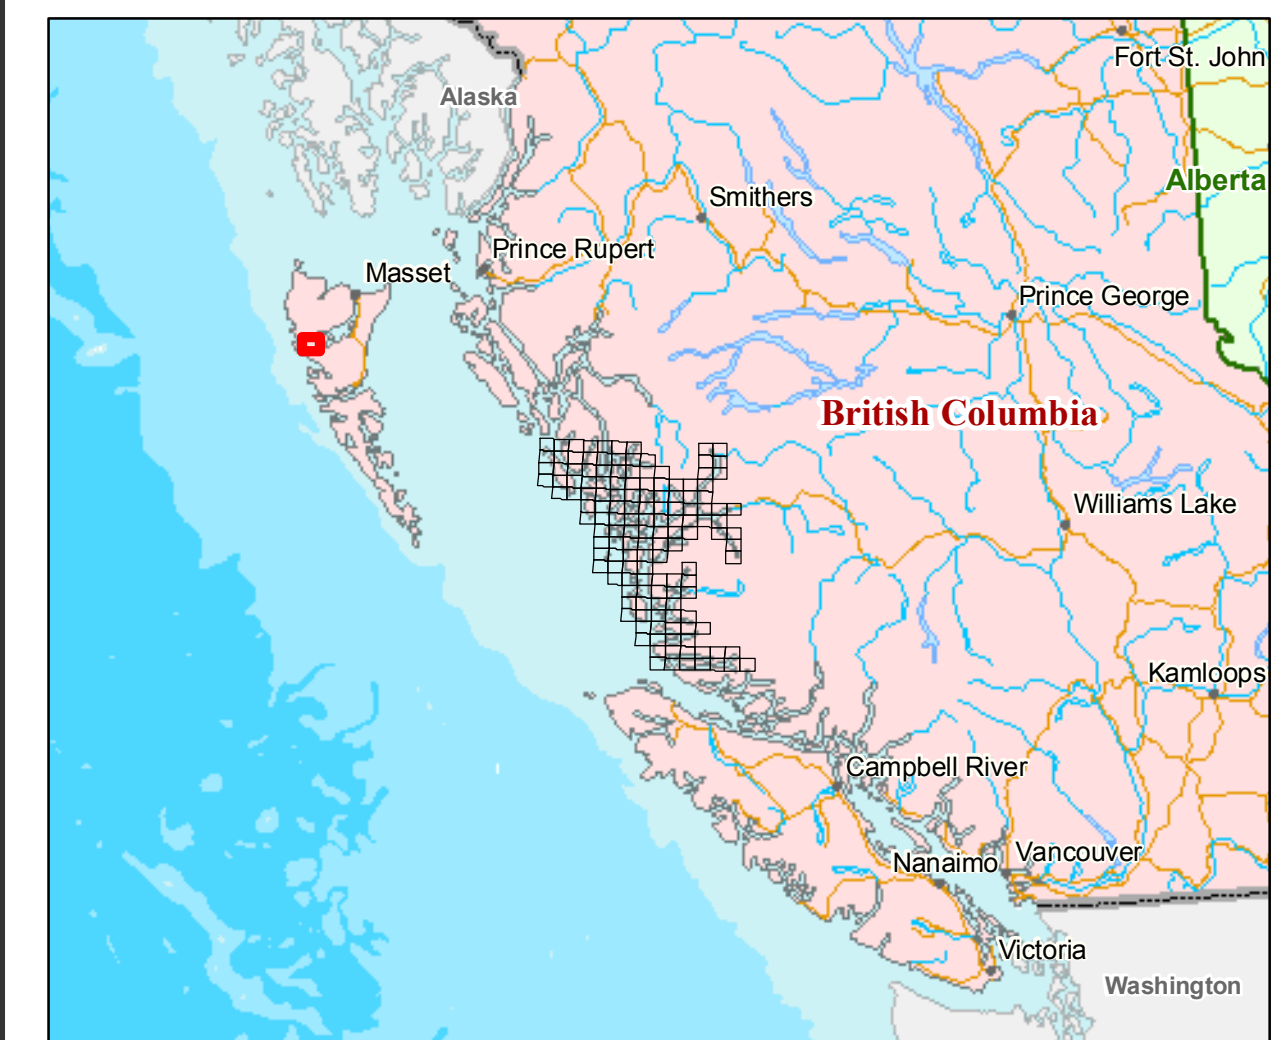 Fort St. John
Alaska
Alberta
Smithers
Prince Rupert
Masset
Prince George
British Columbia
Williams Lake
Kamloops
Campbell River
Vancouver
Nanaimo
Victoria
Washington